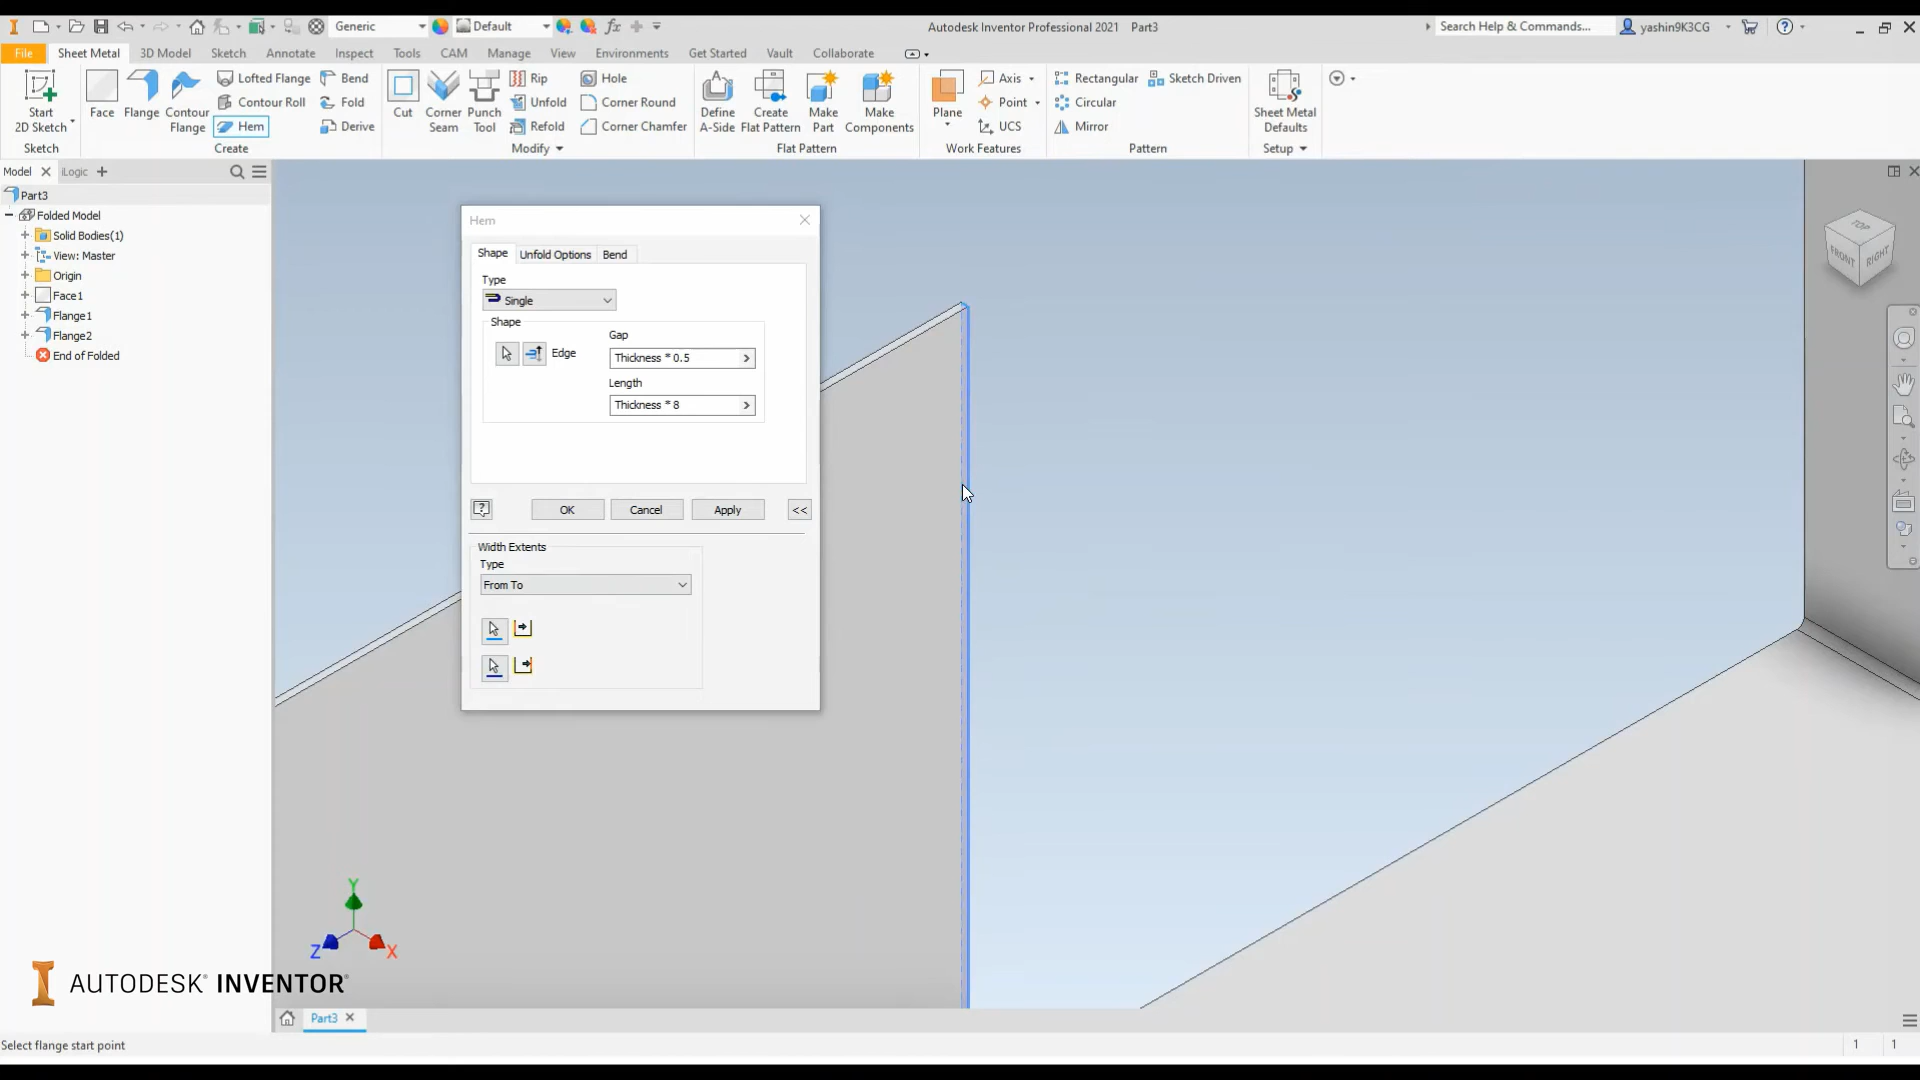 Generic
Default
Autodesk Inventor Professional 2021 Part3
Search Help & Commands...
yashin9K3CG
File Sheet Metal 3D Model Sketch Annotate Inspect Tools CAM Manage View Environments Get Started Vault Collaborate
Start
2D Sketch
Sketch
Face
Flange
Contour
Flange
Lofted Flange
Contour Roll
Hem
Bend
Fold
Derive
Create
Cut
Corner
Seam
Punch
Tool
Rip
Unfold
Refold
Hole
Corner Round
Corner Chamfer
Modify
Define
A-Side
Create
Flat Pattern
Make
Part
Make
Components
Flat Pattern
Plane
Axis
Point
UCS
Work Features
Rectangular
Circular
Mirror
Sketch Driven
Pattern
Sheet Metal
Defaults
Setup
Model iLogic
Part3
Folded Model
Solid Bodies(1)
View: Master
Origin
Face1
Flange1
Flange2
End of Folded
Hem
Shape Unfold Options Bend
Type
Single
Shape
Edge
Gap
Thickness * 0.5
Length
Thickness * 8
OK Cancel Apply <<
Width Extents
Type
From To
TOP
FRONT
RIGHT
Y
Z
X
AUTODESK® INVENTOR®
Part3
Select flange start point
1 1